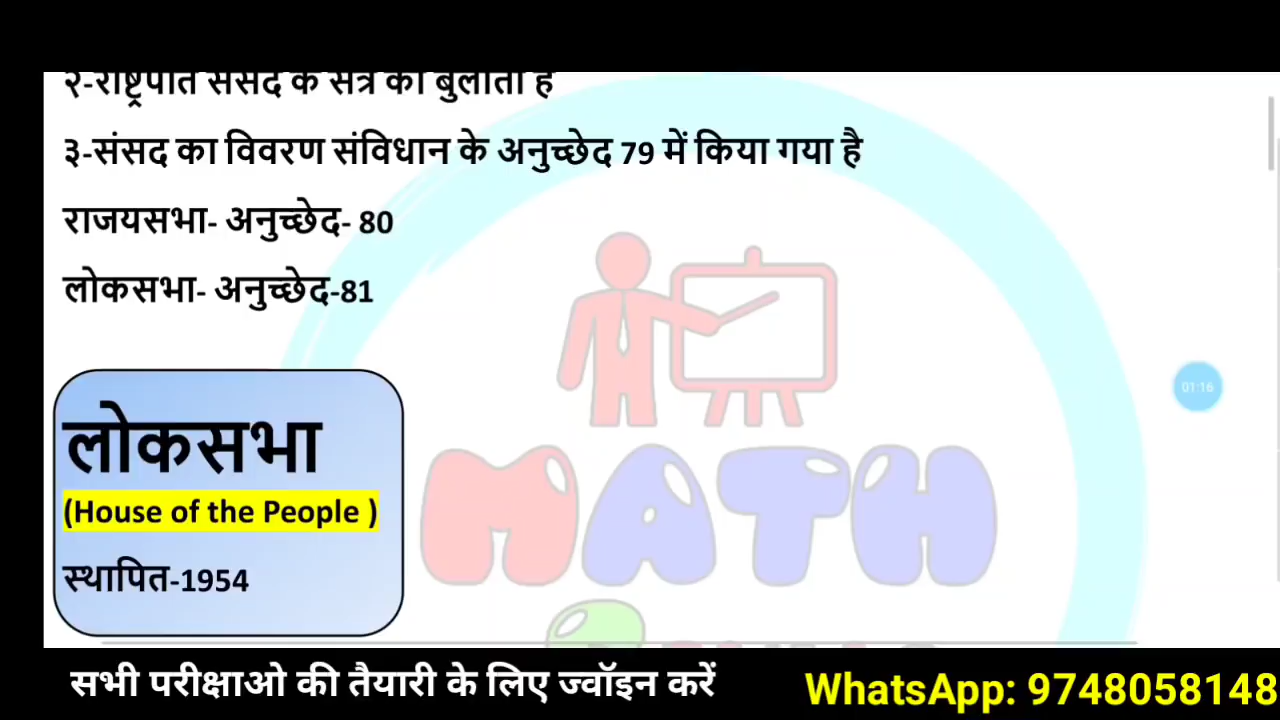 २-राष्ट्रपति संसद के सत्र को बुलाता है
३-संसद का विवरण संविधान के अनुच्छेद 79 में किया गया है
राजयसभा- अनुच्छेद- 80
लोकसभा- अनुच्छेद-81
01:16
लोकसभा
(House of the People )
स्थापित-1954
MATH
सभी परीक्षाओ की तैयारी के लिए ज्वॉइन करें
WhatsApp: 9748058148